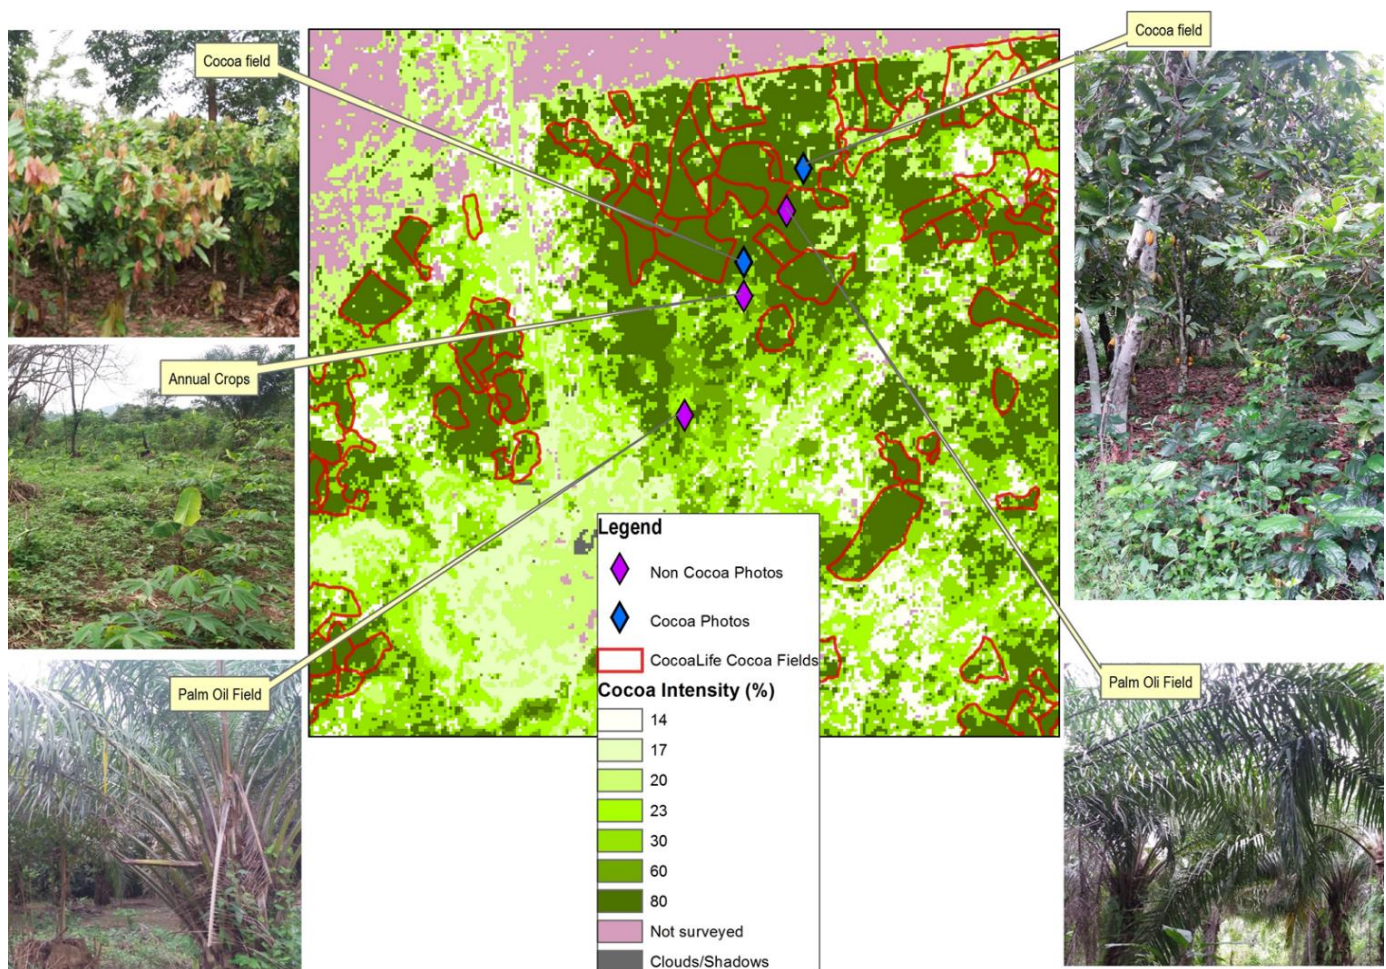 Cocoa field
Cocoa field
Annual Crops
Palm Oil Field
Palm Oli Field
Legend
Non Cocoa Photos
Cocoa Photos
CocoaLife Cocoa Fields
Cocoa Intensity (%)
14
17
20
23
30
60
80
Not surveyed
Clouds/Shadows